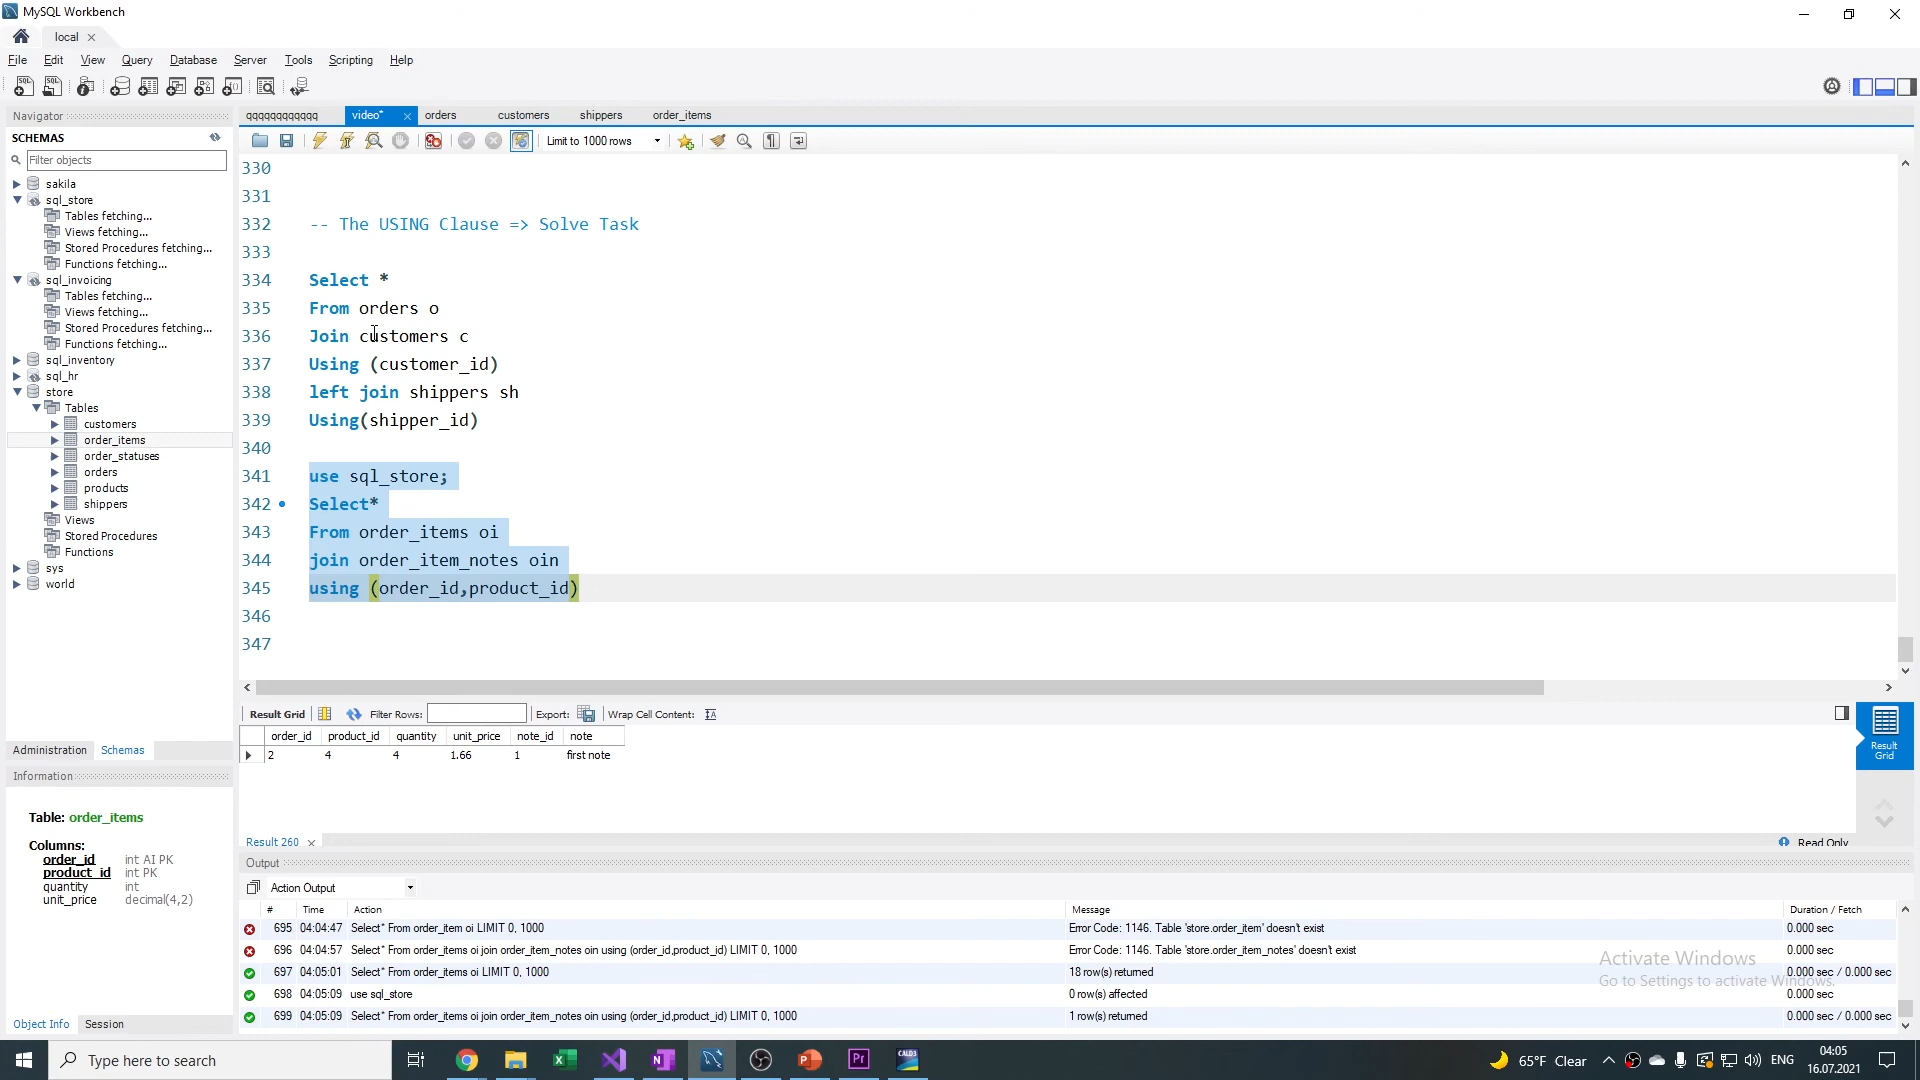 MySQL Workbench
local
File Edit View Query Database Server Tools Scripting Help
Navigator
SCHEMAS
Filter objects
sakila
sql_store
Tables fetching...
Views fetching...
Stored Procedures fetching...
Functions fetching...
sql_invoicing
Tables fetching...
Views fetching...
Stored Procedures fetching...
Functions fetching...
sql_inventory
sql_hr
store
Tables
customers
order_items
order_statuses
orders
products
shippers
Views
Stored Procedures
Functions
sys
world
Administration Schemas
Information
Table: order_items
Columns:
order_id int AI PK
product_id int PK
quantity int
unit_price decimal(4,2)
Object Info Session
qqqqqqqqqqqq video* orders customers shippers order_items
Limit to 1000 rows
330
331
332 -- The USING Clause => Solve Task
333
334 Select *
335 From orders o
336 Join customers c
337 Using (customer_id)
338 left join shippers sh
339 Using(shipper_id)
340
341 use sql_store;
342 Select*
343 From order_items oi
344 join order_item_notes oin
345 using (order_id,product_id)
346
347
Result Grid Filter Rows: Export: Wrap Cell Content:
order_id product_id quantity unit_price note_id note
2 4 4 1.66 1 first note
Result
Grid
Result 260 Read Only
Output
Action Output
# Time Action Message Duration / Fetch
695 04:04:47 Select* From order_item oi LIMIT 0, 1000 Error Code: 1146. Table 'store.order_item' doesn't exist 0.000 sec
696 04:04:57 Select* From order_items oi join order_item_notes oin using (order_id,product_id) LIMIT 0, 1000 Error Code: 1146. Table 'store.order_item_notes' doesn't exist 0.000 sec
697 04:05:01 Select* From order_items oi LIMIT 0, 1000 18 row(s) returned 0.000 sec / 0.000 sec
698 04:05:09 use sql_store 0 row(s) affected 0.000 sec
699 04:05:09 Select* From order_items oi join order_item_notes oin using (order_id,product_id) LIMIT 0, 1000 1 row(s) returned 0.000 sec / 0.000 sec
Activate Windows
Go to Settings to activate Windows.
Type here to search
Pr
CALD3
65°F Clear
ENG
04:05
16.07.2021